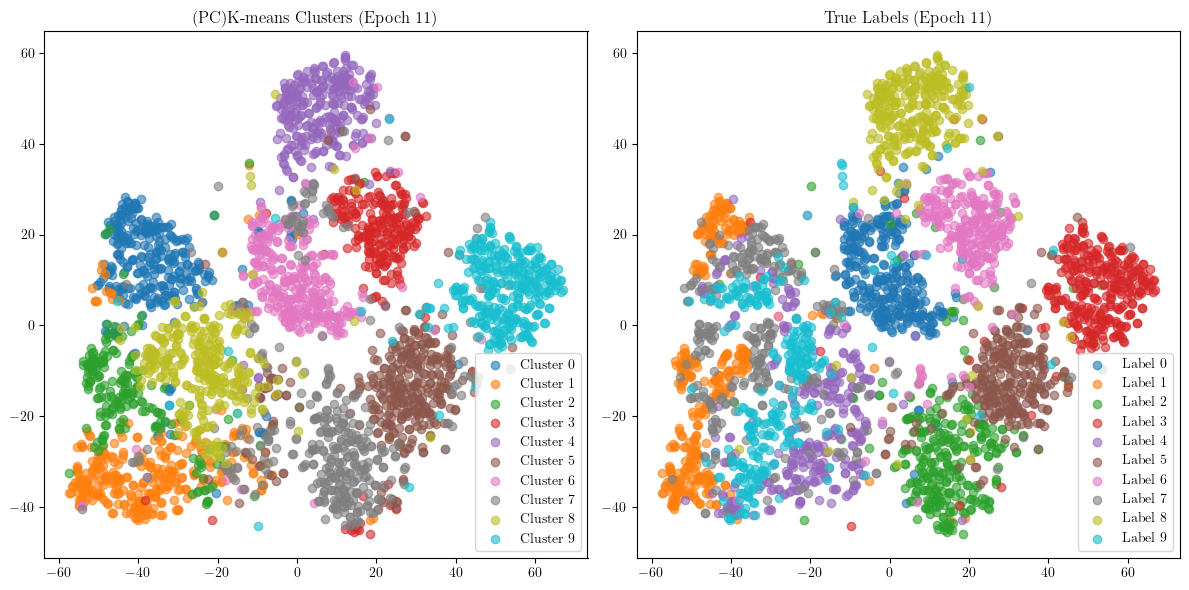 (PC)K-means Clusters (Epoch 11)
60
40
20
0
−20
−40
−60
−40
−20
0
20
40
60
Cluster 0
Cluster 1
Cluster 2
Cluster 3
Cluster 4
Cluster 5
Cluster 6
Cluster 7
Cluster 8
Cluster 9
True Labels (Epoch 11)
60
40
20
0
−20
−40
−60
−40
−20
0
20
40
60
Label 0
Label 1
Label 2
Label 3
Label 4
Label 5
Label 6
Label 7
Label 8
Label 9